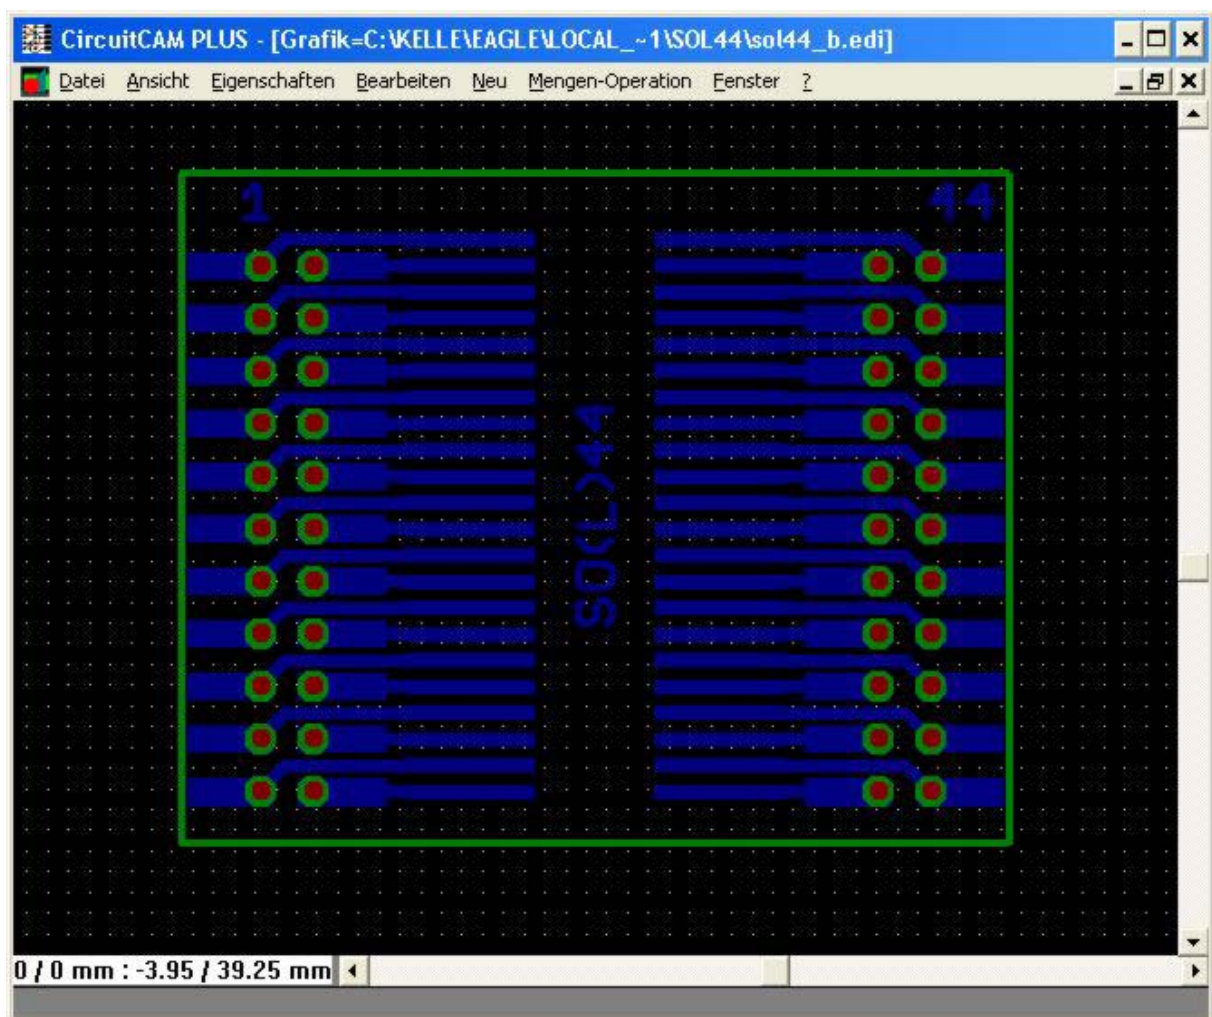 CircuitCAM PLUS - [Grafik=C:\KELLE\EAGLE\LOCAL_~1\SOL44\sol44_b.edi]
Datei Ansicht Eigenschaften Bearbeiten Neu Mengen-Operation Fenster ?
1 44
SO(L)44
0 / 0 mm : -3.95 / 39.25 mm